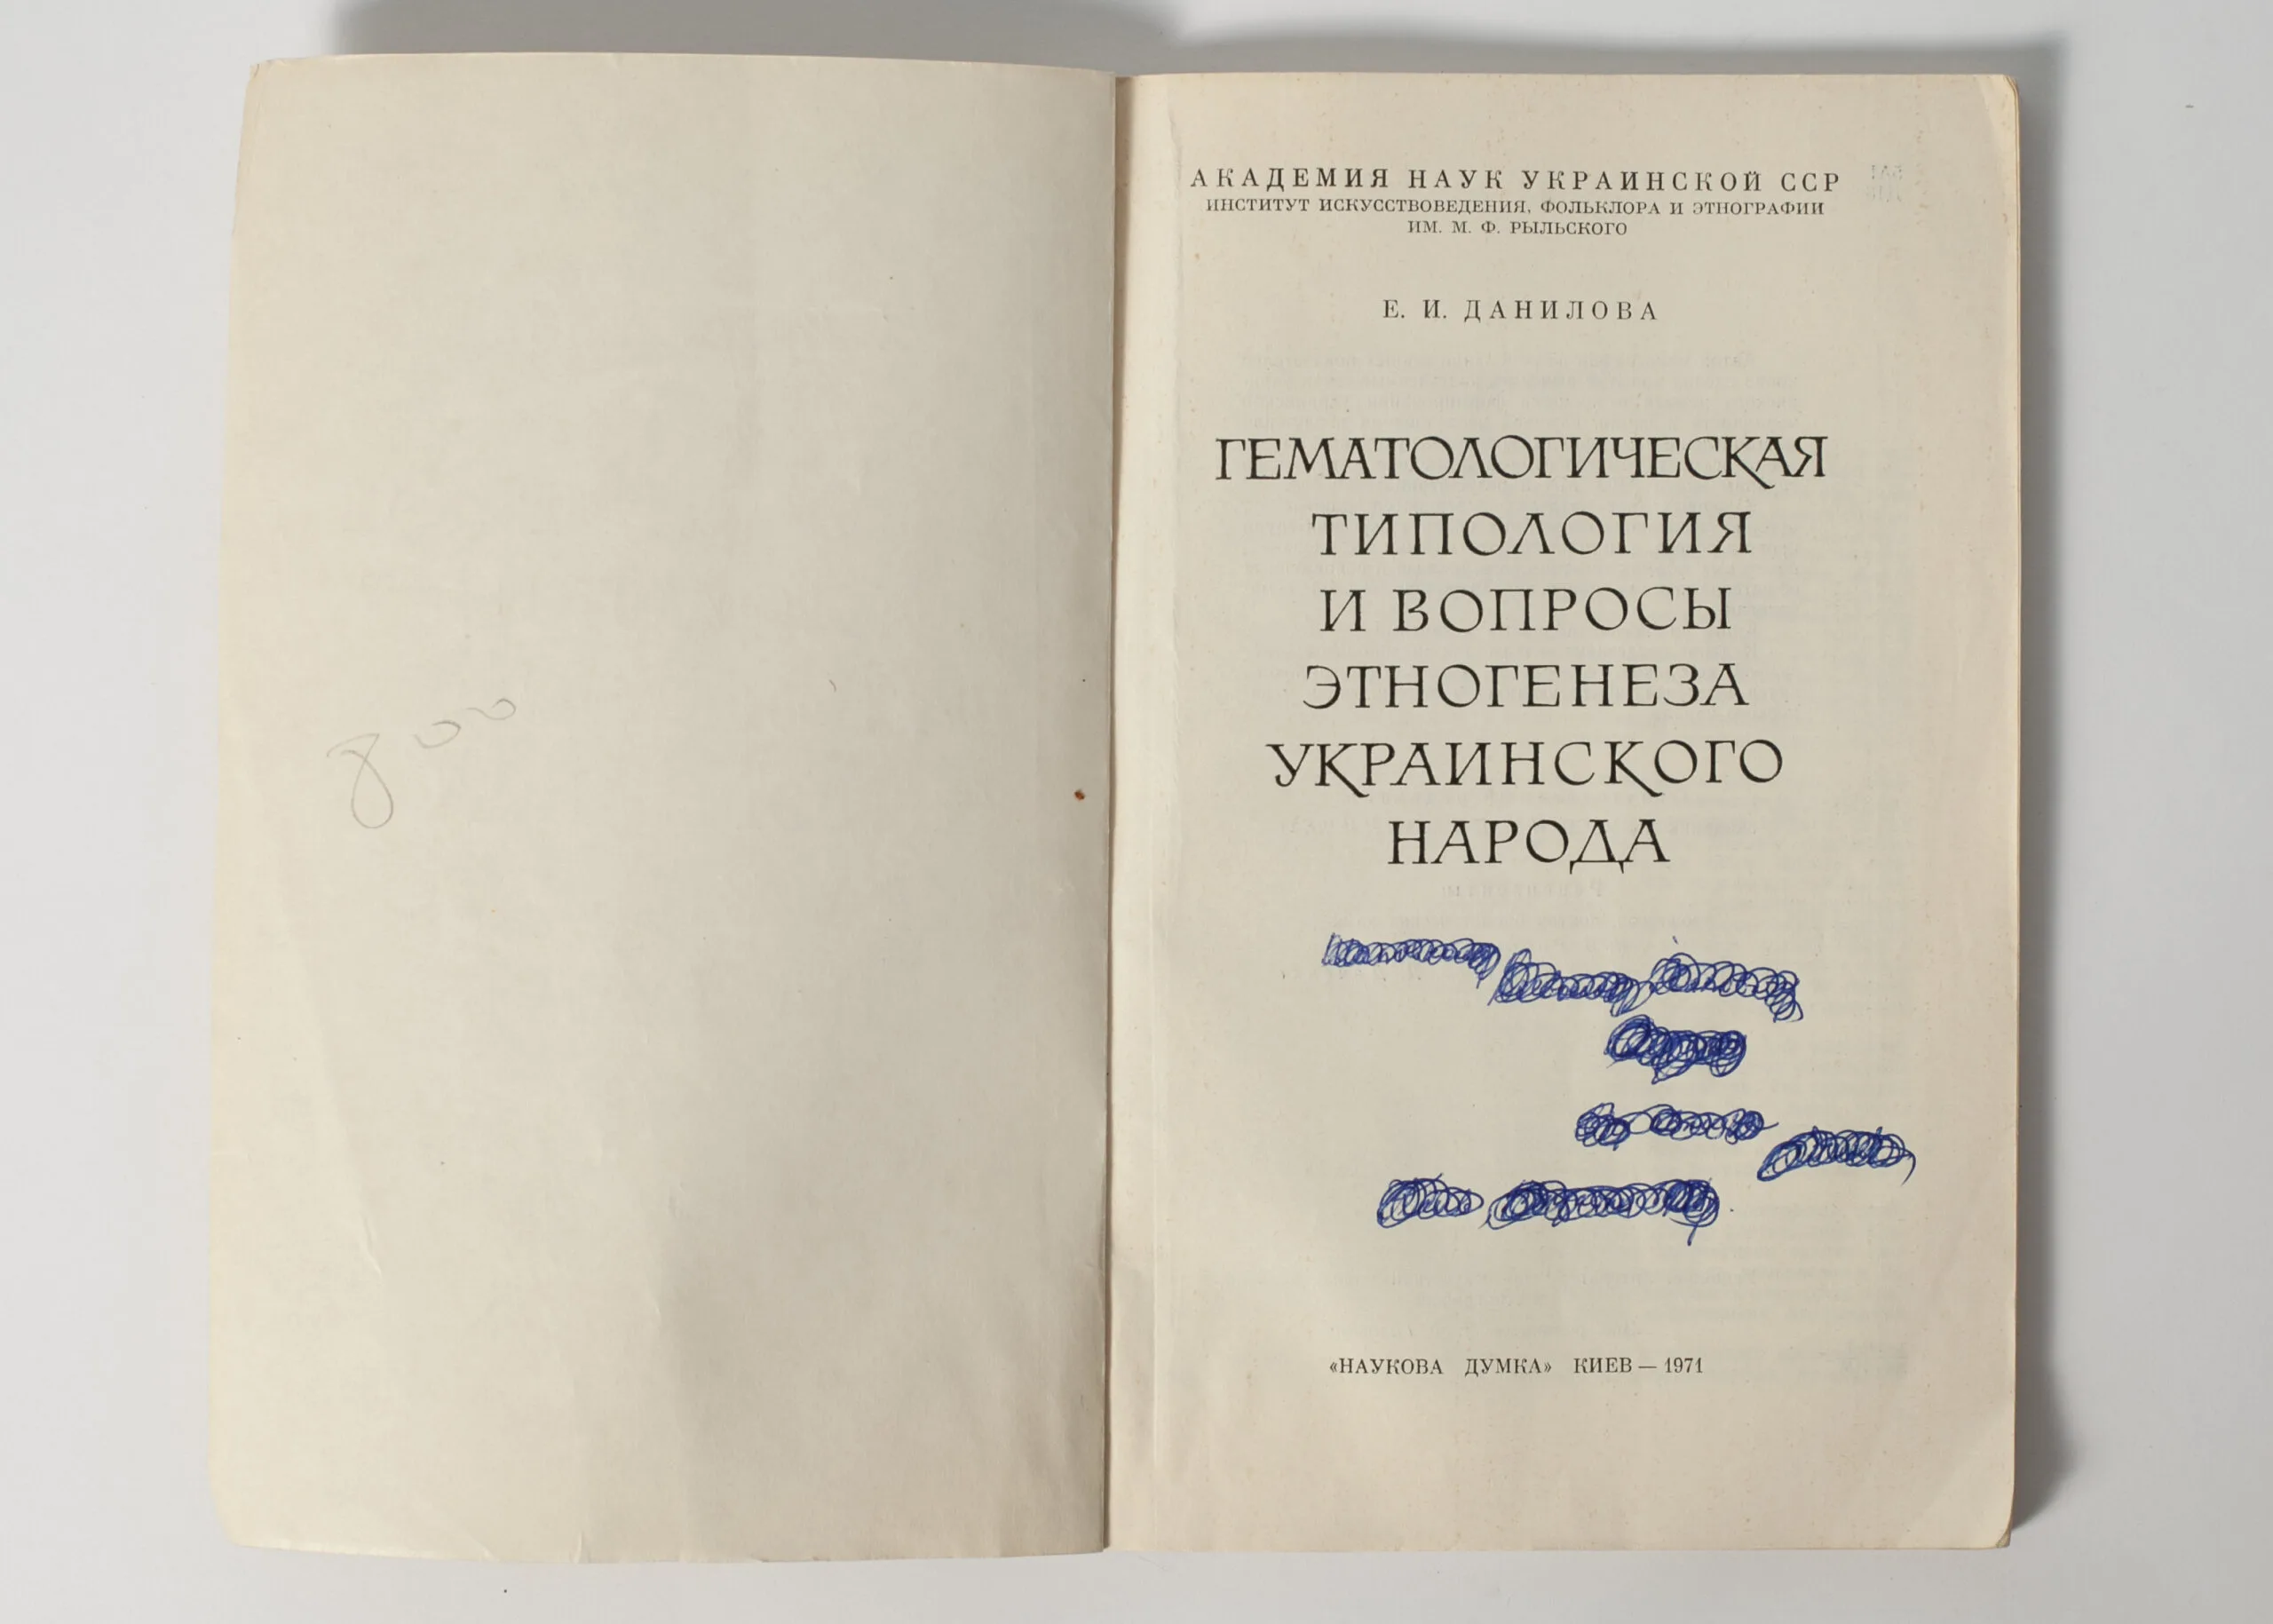 800
АКАДЕМИЯ НАУК УКРАИНСКОЙ ССР
ИНСТИТУТ ИСКУССТВОВЕДЕНИЯ, ФОЛЬКЛОРА И ЭТНОГРАФИИ
ИМ. М. Ф. РЫЛЬСКОГО
Е. И. ДАНИЛОВА
ГЕМАТОЛОГИЧЕСКАЯ
ТИПОЛОГИЯ
И ВОПРОСЫ
ЭТНОГЕНЕЗА
УКРАИНСКОГО
НАРОДА
«НАУКОВА ДУМКА» КИЕВ — 1971